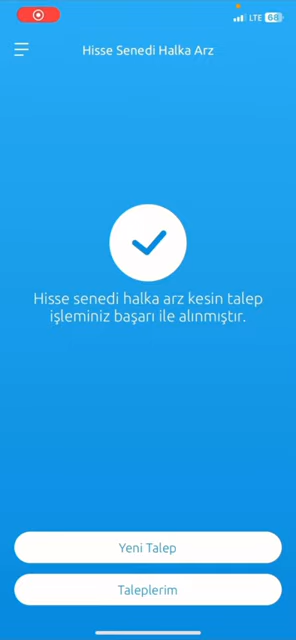 LTE 68
Hisse Senedi Halka Arz
Hisse senedi halka arz kesin talep
işleminiz başarı ile alınmıştır.
Yeni Talep
Taleplerim